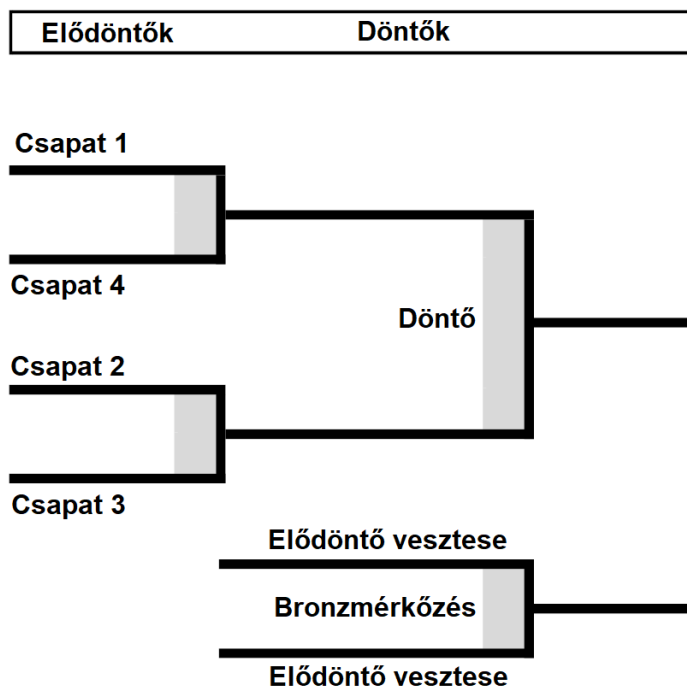 Elődöntők Döntők
Csapat 1
Csapat 4
Döntő
Csapat 2
Csapat 3
Elődöntő vesztese
Bronzmérkőzés
Elődöntő vesztese